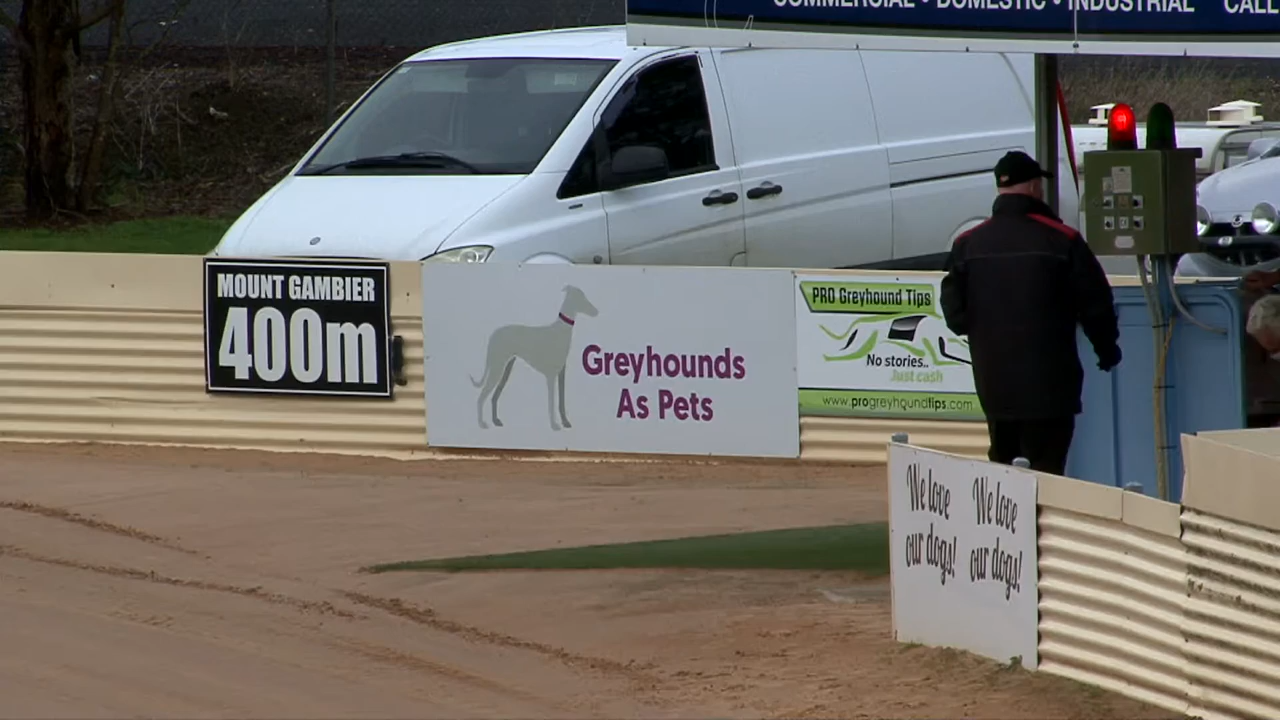 COMMERCIAL • DOMESTIC • INDUSTRIAL CALL
MOUNT GAMBIER
400m
Greyhounds
As Pets
PRO Greyhound Tips
No stories..
Just cash
www.progreyhoundtips.com
We love
our dogs!
We love
our dogs!